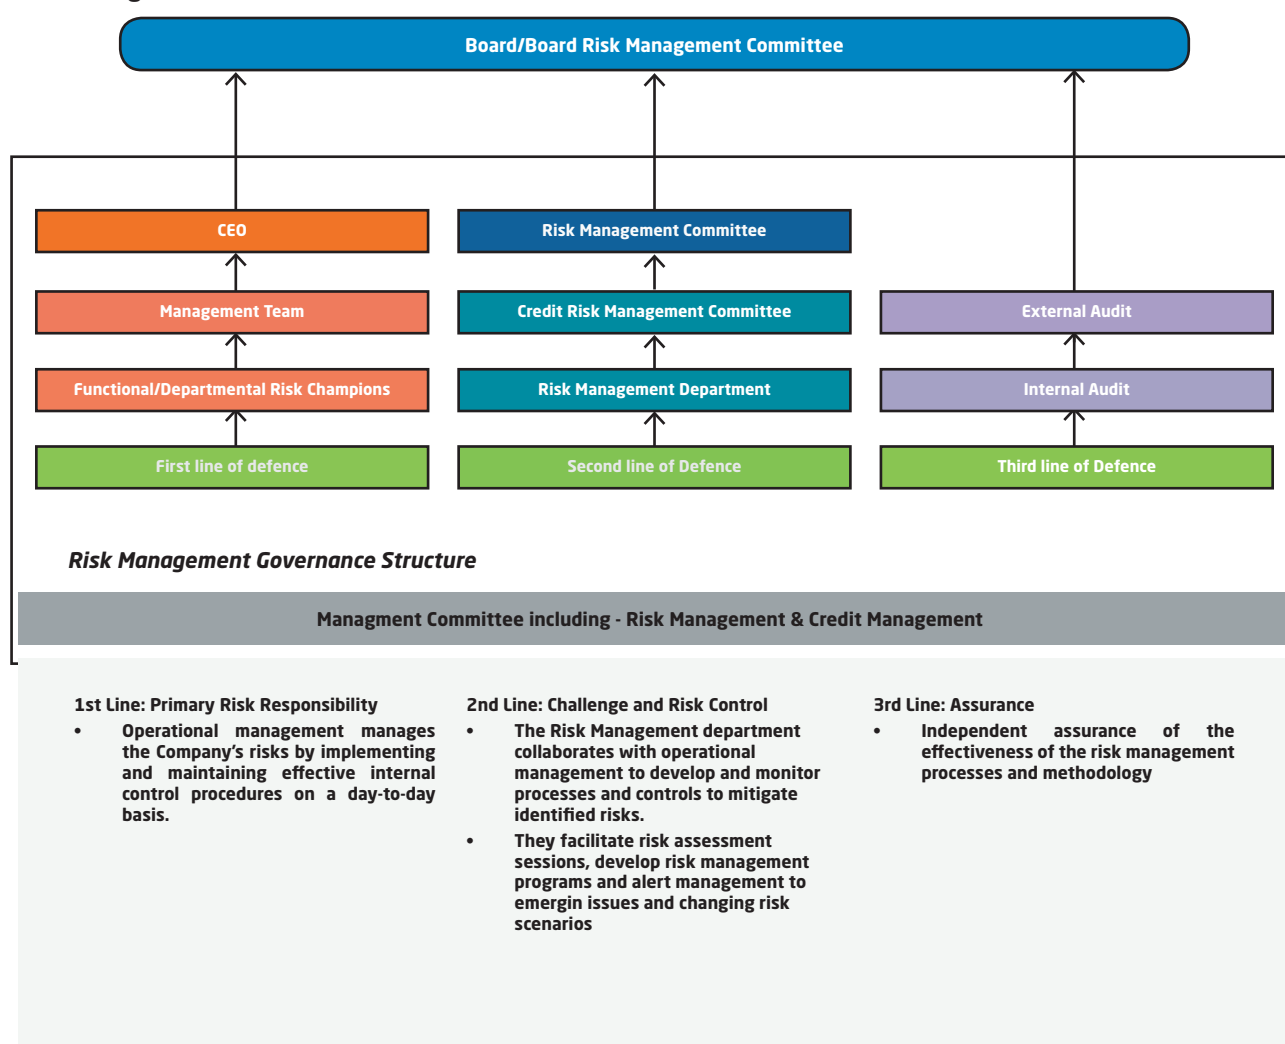 Board/Board Risk Management Committee
CEO
Risk Management Committee
Management Team
Credit Risk Management Committee
External Audit
Functional/Departmental Risk Champions
Risk Management Department
Internal Audit
First line of defence
Second line of Defence
Third line of Defence
Risk Management Governance Structure
Managment Committee including - Risk Management & Credit Management
1st Line: Primary Risk Responsibility
• Operational management manages
the Company's risks by implementing
and maintaining effective internal
control procedures on a day-to-day
basis.
2nd Line: Challenge and Risk Control
• The Risk Management department
collaborates with operational
management to develop and monitor
processes and controls to mitigate
identified risks.
• They facilitate risk assessment
sessions, develop risk management
programs and alert management to
emergin issues and changing risk
scenarios
3rd Line: Assurance
• Independent assurance of the
effectiveness of the risk management
processes and methodology